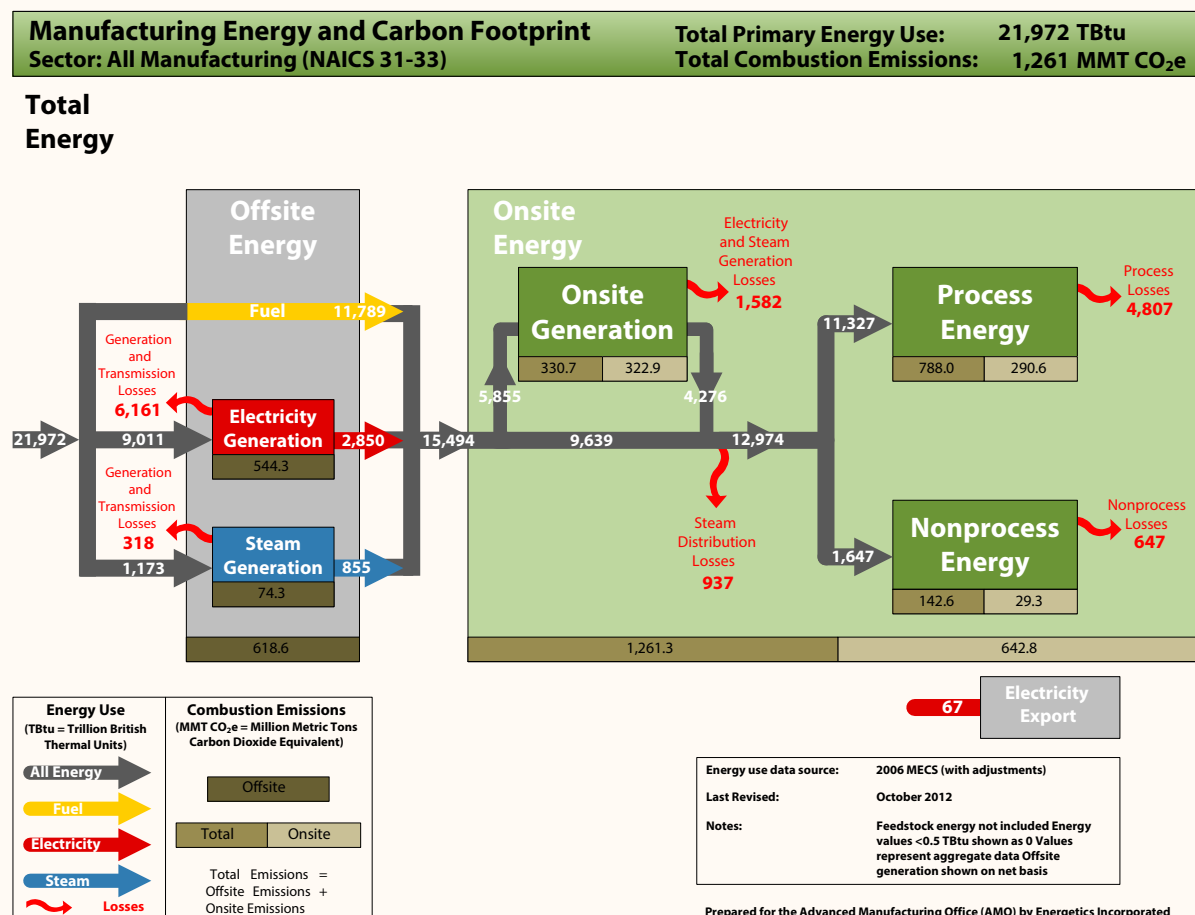 Manufacturing Energy and Carbon Footprint
Sector: All Manufacturing (NAICS 31-33)
Total Primary Energy Use: 21,972 TBtu
Total Combustion Emissions: 1,261 MMT CO₂e
Total
Energy
Offsite
Energy
Onsite
Energy
Fuel 11,789
Generation
and
Transmission
Losses
6,161
21,972
9,011
Electricity
Generation
2,850
544.3
Generation
and
Transmission
Losses
318
1,173
Steam
Generation
855
74.3
618.6
15,494
5,855
Onsite
Generation
330.7 322.9
Electricity
and Steam
Generation
Losses
1,582
4,276
9,639
12,974
Steam
Distribution
Losses
937
11,327
Process
Energy
788.0 290.6
Process
Losses
4,807
1,647
Nonprocess
Energy
142.6 29.3
Nonprocess
Losses
647
1,261.3 642.8
67
Electricity
Export
Energy Use
(TBtu = Trillion British
Thermal Units)
All Energy
Fuel
Electricity
Steam
Losses
Combustion Emissions
(MMT CO₂e = Million Metric Tons
Carbon Dioxide Equivalent)
Offsite
Total Onsite
Total Emissions =
Offsite Emissions +
Onsite Emissions
Energy use data source: 2006 MECS (with adjustments)
Last Revised: October 2012
Notes: Feedstock energy not included Energy
values <0.5 TBtu shown as 0 Values
represent aggregate data Offsite
generation shown on net basis
Prepared for the Advanced Manufacturing Office (AMO) by Energetics Incorporated